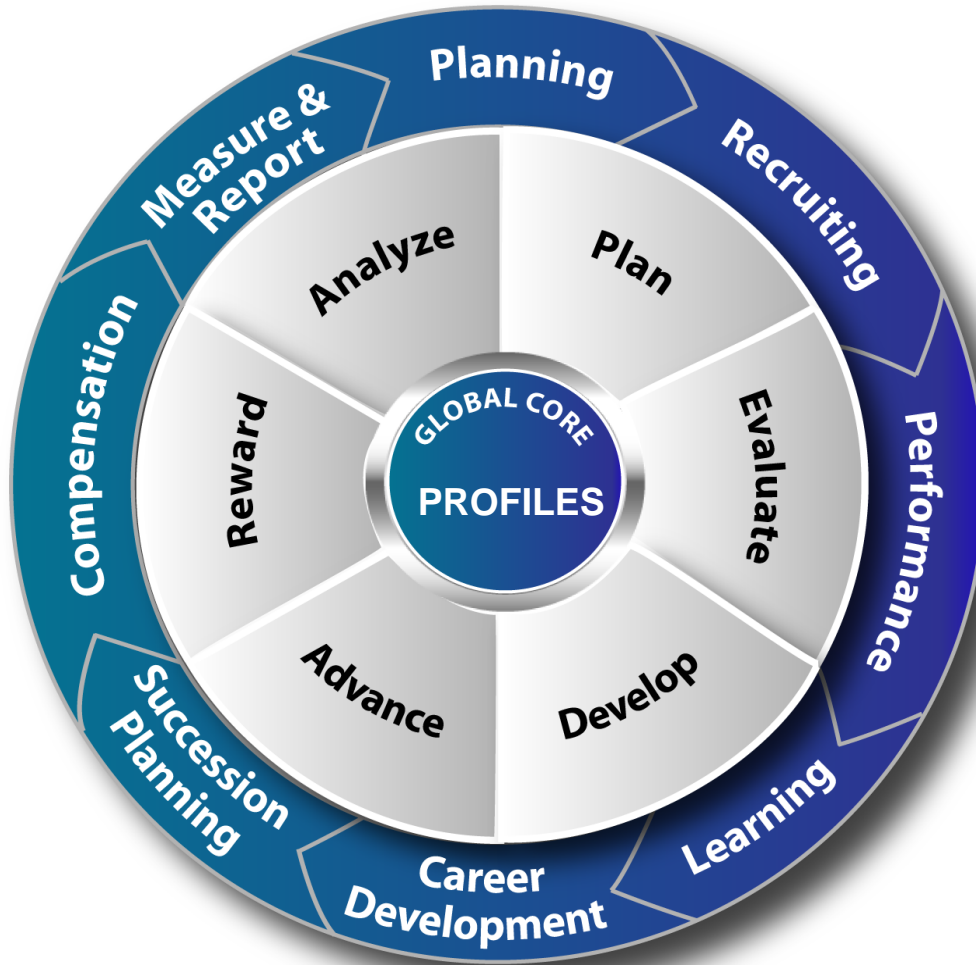 Planning
Recruiting
Performance
Learning
Career
Development
Succession
Planning
Compensation
Measure &
Report
Plan
Evaluate
Develop
Advance
Reward
Analyze
GLOBAL CORE
PROFILES